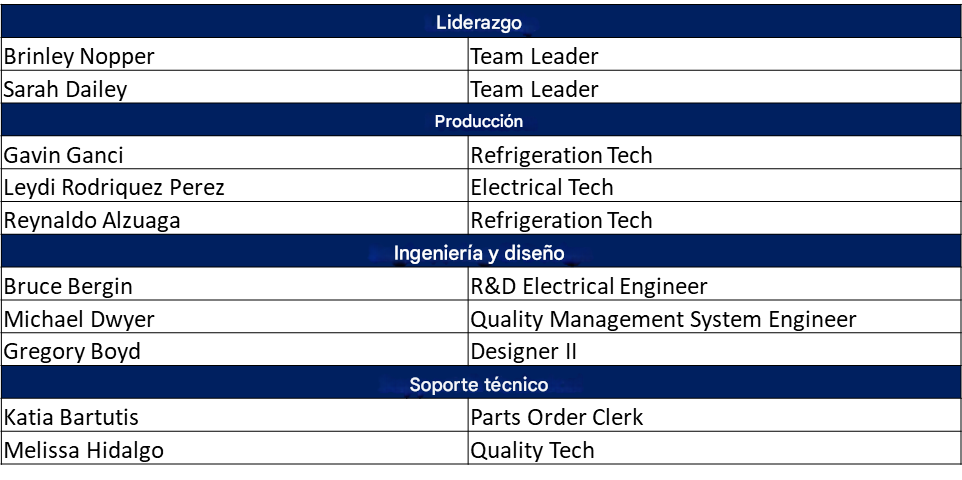 Liderazgo
Brinley Nopper Team Leader
Sarah Dailey Team Leader
Producción
Gavin Ganci Refrigeration Tech
Leydi Rodriquez Perez Electrical Tech
Reynaldo Alzuaga Refrigeration Tech
Ingeniería y diseño
Bruce Bergin R&D Electrical Engineer
Michael Dwyer Quality Management System Engineer
Gregory Boyd Designer II
Soporte técnico
Katia Bartutis Parts Order Clerk
Melissa Hidalgo Quality Tech